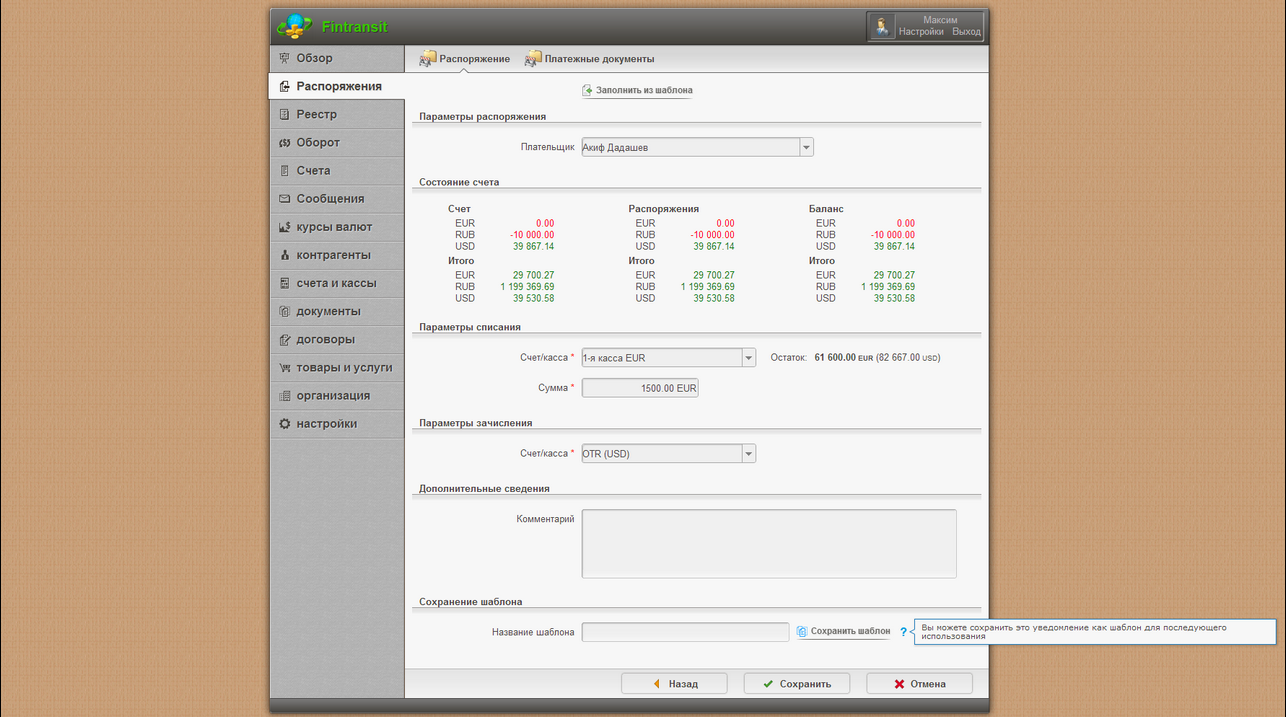 Fintransit
Максим
Настройки Выход
Обзор
Распоряжения
Реестр
Оборот
Счета
Сообщения
курсы валют
контрагенты
счета и кассы
документы
договоры
товары и услуги
организация
настройки
Распоряжение Платежные документы
Заполнить из шаблона
Параметры распоряжения
Плательщик Акиф Дадашев
Состояние счета
Счет Распоряжения Баланс
EUR 0.00 EUR 0.00 EUR 0.00
RUB -10 000.00 RUB -10 000.00 RUB -10 000.00
USD 39 867.14 USD 39 867.14 USD 39 867.14
Итого Итого Итого
EUR 29 700.27 EUR 29 700.27 EUR 29 700.27
RUB 1 199 369.69 RUB 1 199 369.69 RUB 1 199 369.69
USD 39 530.58 USD 39 530.58 USD 39 530.58
Параметры списания
Счет/касса * 1-я касса EUR Остаток: 61 600.00 EUR (82 667.00 USD)
Сумма * 1500.00 EUR
Параметры зачисления
Счет/касса * OTR (USD)
Дополнительные сведения
Комментарий
Сохранение шаблона
Название шаблона Сохранить шаблон ?
Вы можете сохранить это уведомление как шаблон для последующего
использования
Назад Сохранить Отмена